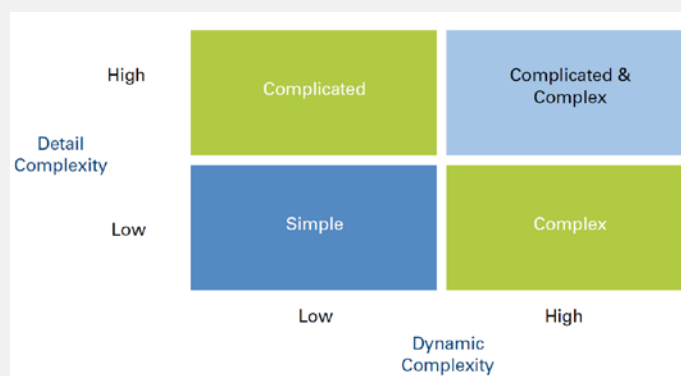 High
Complicated
Complicated &
Complex
Detail
Complexity
Low
Simple
Complex
Low
High
Dynamic
Complexity